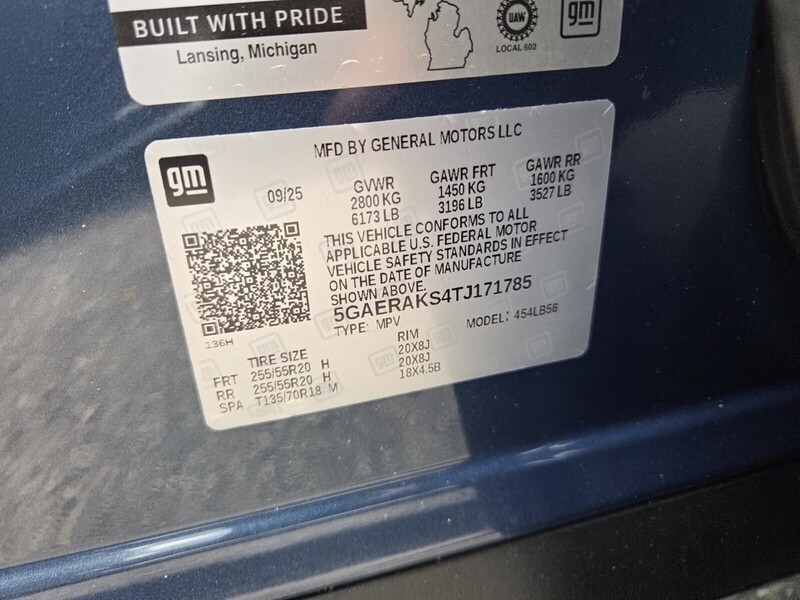 BUILT WITH PRIDE
Lansing, Michigan
UAW
LOCAL 602
gm
MFD BY GENERAL MOTORS LLC
gm
09/25
GVWR
2800 KG
6173 LB
GAWR FRT
1450 KG
3196 LB
GAWR RR
1600 KG
3527 LB
THIS VEHICLE CONFORMS TO ALL
APPLICABLE U.S. FEDERAL MOTOR
VEHICLE SAFETY STANDARDS IN EFFECT
ON THE DATE OF MANUFACTURE
SHOWN ABOVE.
5GAERAKS4TJ171785
TYPE: MPV
MODEL: 454LB56
136H
TIRE SIZE
RIM
FRT 255/55R20 H 20X8J
RR 255/55R20 H 20X8J
SPA T135/70R18 M 18X4.5B